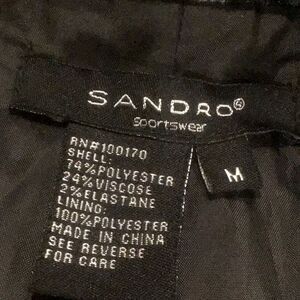 SANDRO®
sportswear
RN#100170
SHELL:
74%POLYESTER
24%VISCOSE
2%ELASTANE
LINING:
100%POLYESTER
MADE IN CHINA
SEE REVERSE
FOR CARE
M